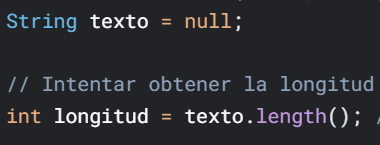 String texto = null;
// Intentar obtener la longitud
int longitud = texto.length(); /